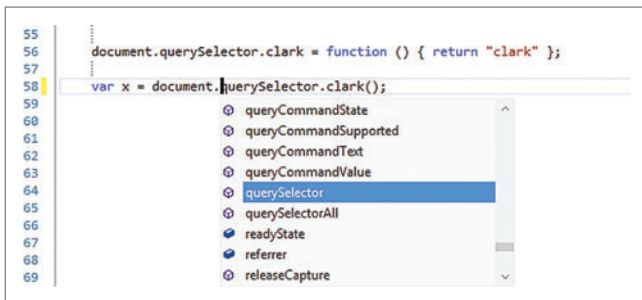 55
56 document.querySelector.clark = function () { return "clark" };
57
58 var x = document.querySelector.clark();
59 queryCommandState
60 queryCommandSupported
61 queryCommandText
62 queryCommandValue
63
64 querySelector
65 querySelectorAll
66 readyState
67 referrer
68
69 releaseCapture